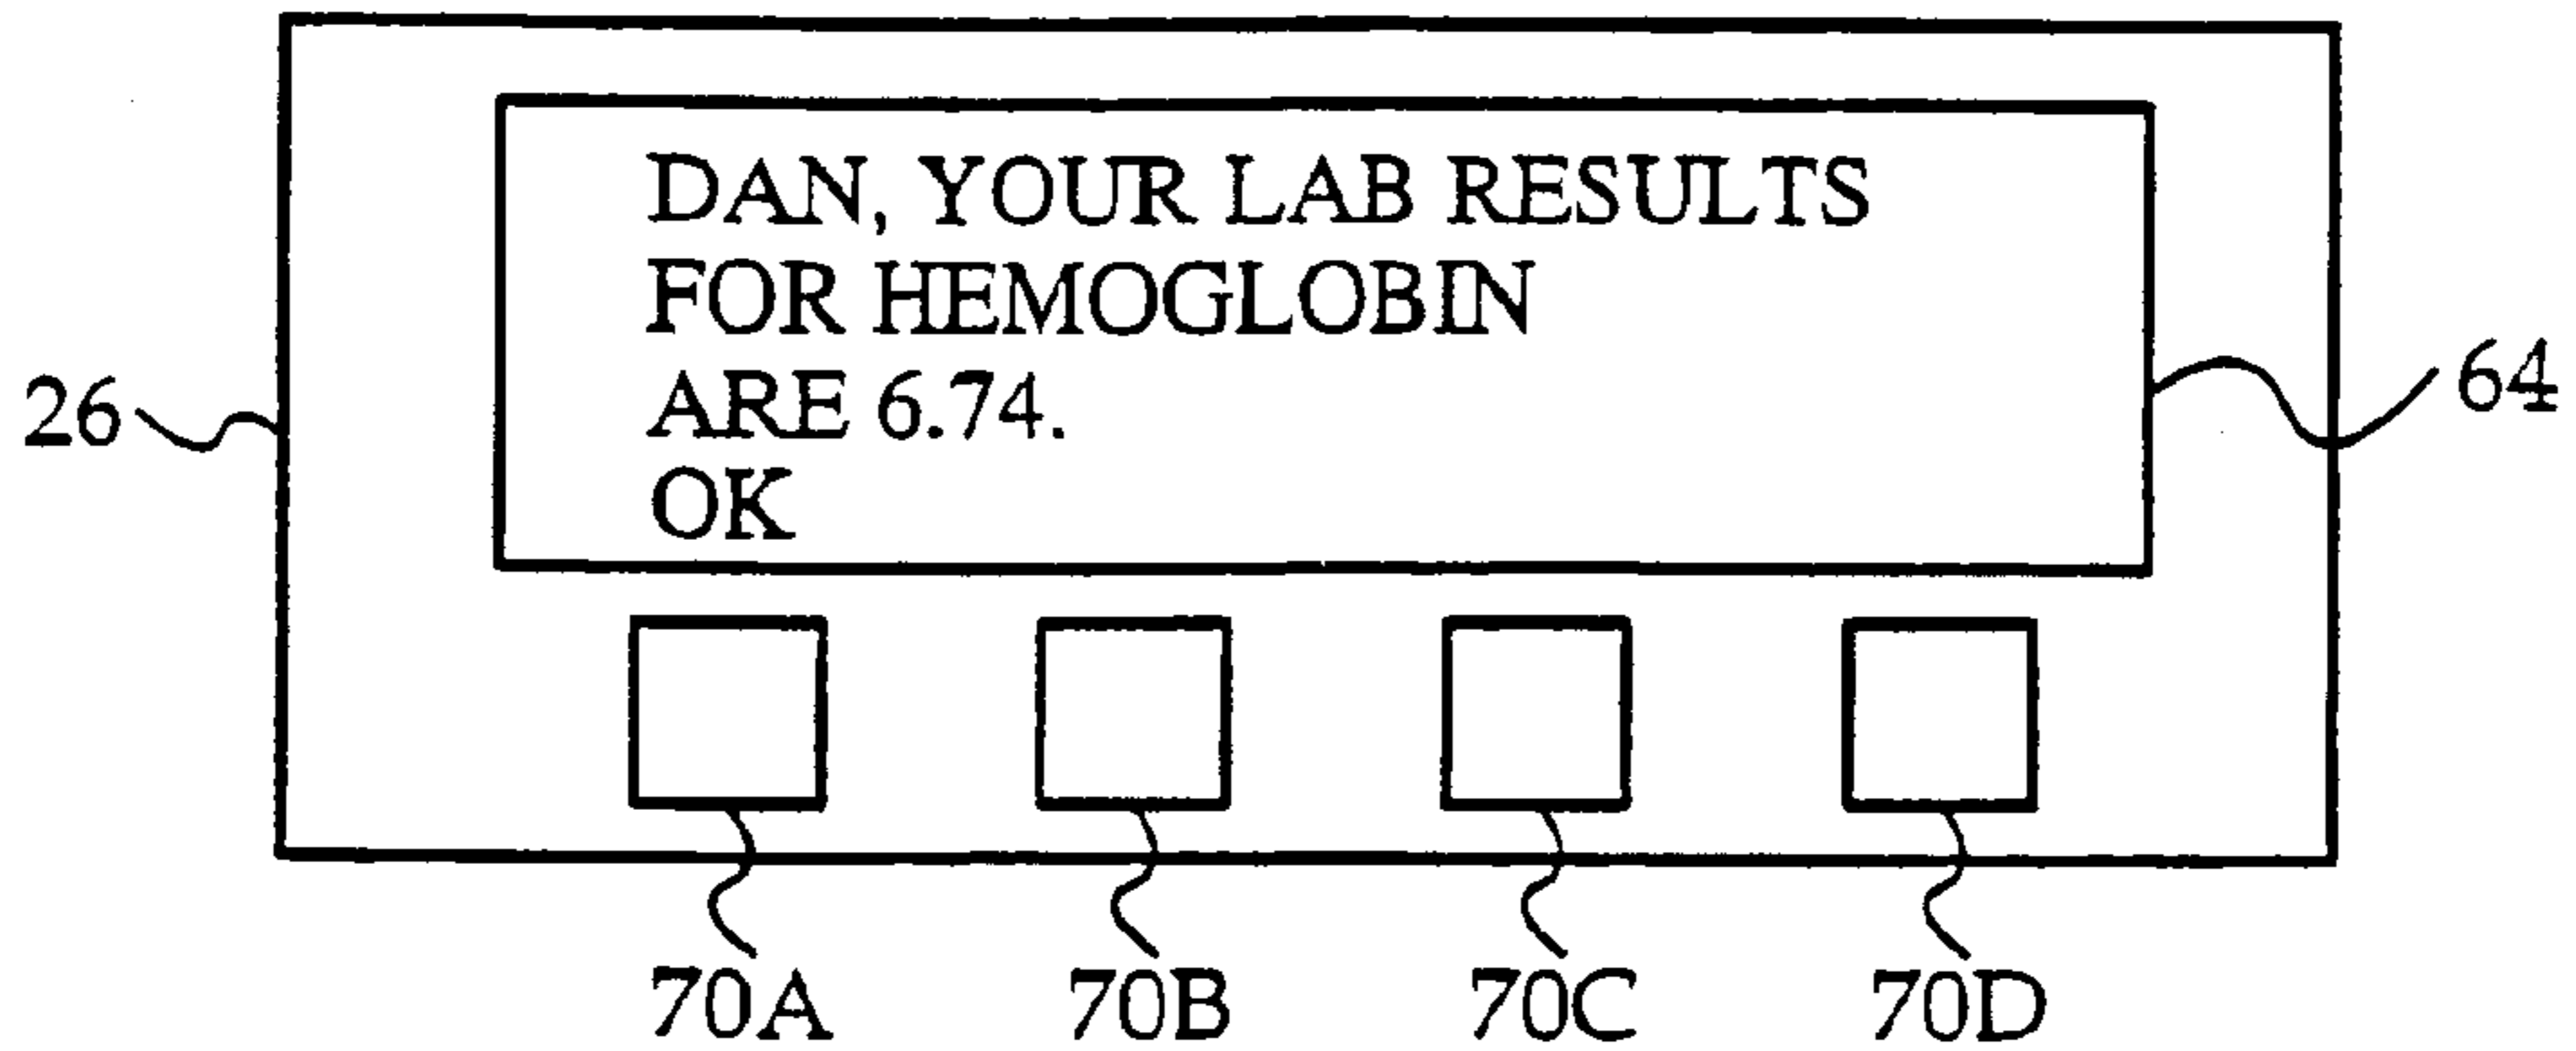 DAN, YOUR LAB RESULTS
FOR HEMOGLOBIN
ARE 6.74.
OK
26
64
70A 70B 70C 70D